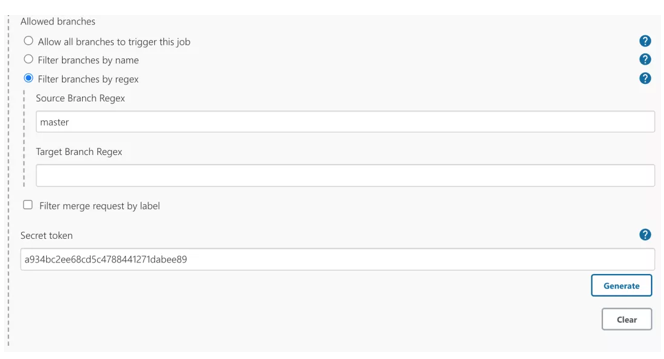 Allowed branches
Allow all branches to trigger this job
?
Filter branches by name
?
Filter branches by regex
?
Source Branch Regex
master
Target Branch Regex
Filter merge request by label
Secret token
?
a934bc2ee68cd5c4788441271dabee89
Generate
Clear